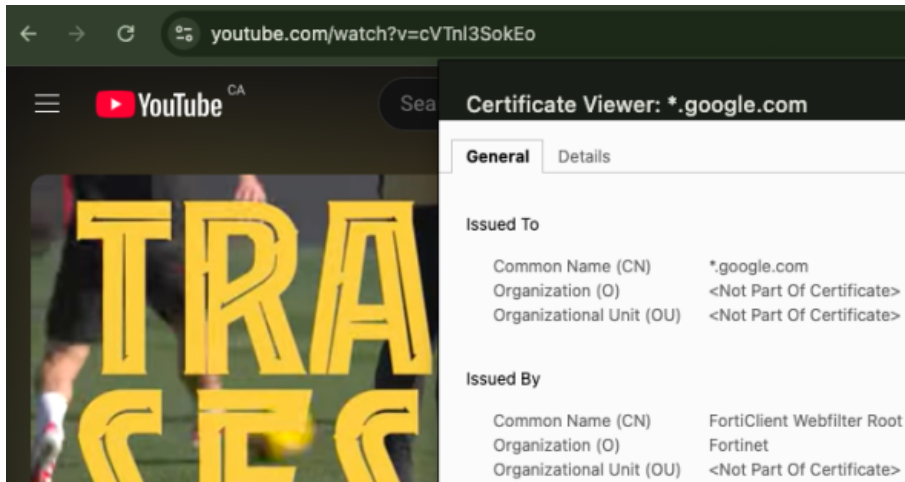 youtube.com/watch?v=cVTnl3SokEo
YouTube CA
Sea
Certificate Viewer: *.google.com
General Details
Issued To
Common Name (CN) *.google.com
Organization (O) <Not Part Of Certificate>
Organizational Unit (OU) <Not Part Of Certificate>
Issued By
Common Name (CN) FortiClient Webfilter Root
Organization (O) Fortinet
Organizational Unit (OU) <Not Part Of Certificate>
TRA
SES